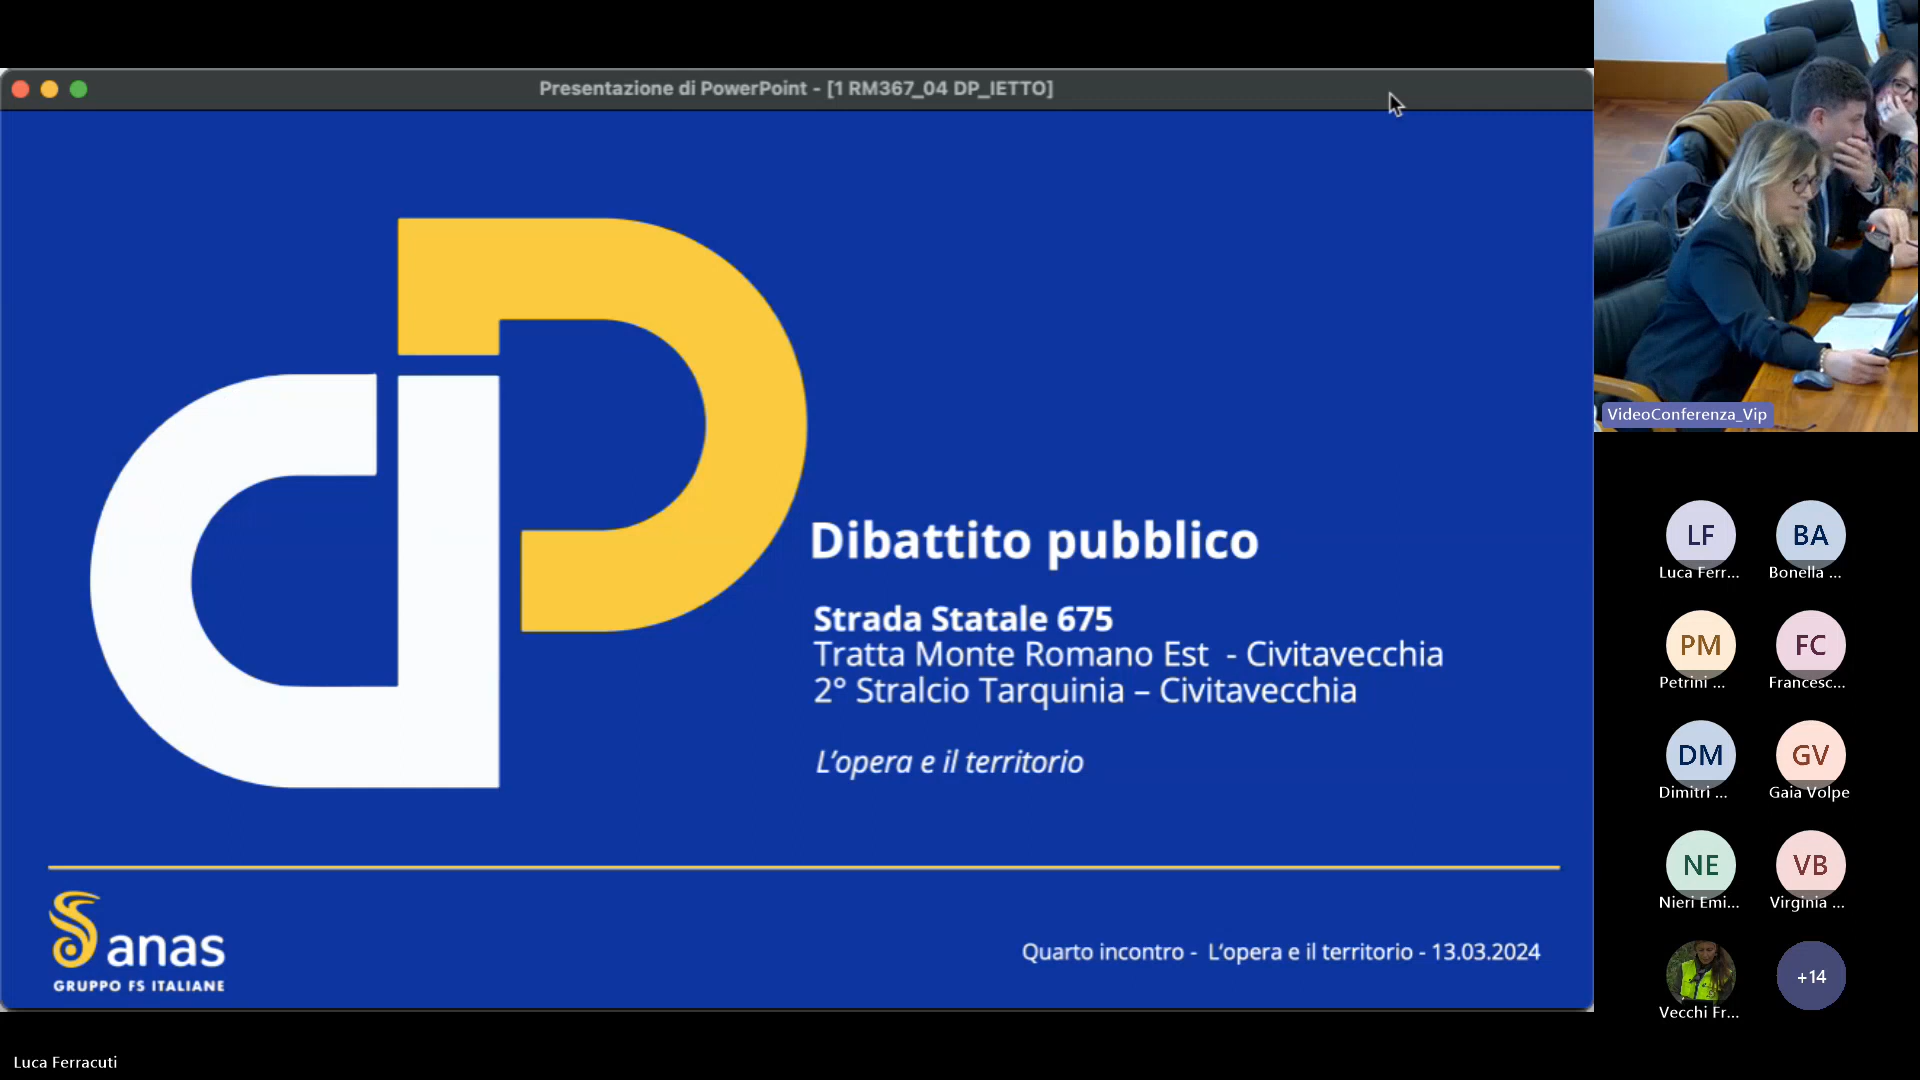 Presentazione di PowerPoint - [1 RM367_04 DP_IETTO]
dP
Dibattito pubblico
Strada Statale 675
Tratta Monte Romano Est - Civitavecchia
2° Stralcio Tarquinia – Civitavecchia
L’opera e il territorio
anas
GRUPPO FS ITALIANE
Quarto incontro - L’opera e il territorio - 13.03.2024
VideoConferenza_Vip
LF
BA
Luca Ferr...
Bonella ...
PM
FC
Petrini ...
Francesc...
DM
GV
Dimitri ...
Gaia Volpe
NE
VB
Nieri Emi...
Virginia ...
+14
Vecchi Fr...
Luca Ferracuti